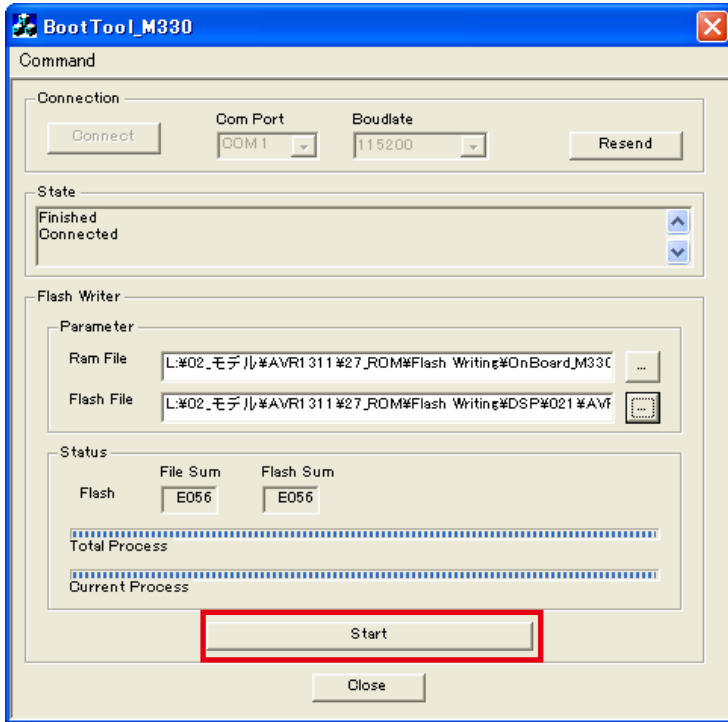 BootTool_M330
Command
Connection
Com Port Boudlate
Connect COM1 115200 Resend
State
Finished
Connected
Flash Writer
Parameter
Ram File L:¥02_モデル¥AVR1311¥27_ROM¥Flash Writing¥OnBoard_M330
...
Flash File L:¥02_モデル¥AVR1311¥27_ROM¥Flash Writing¥DSP¥021¥AVR
...
Status
File Sum Flash Sum
Flash E056 E056
Total Process
Current Process
Start
Close